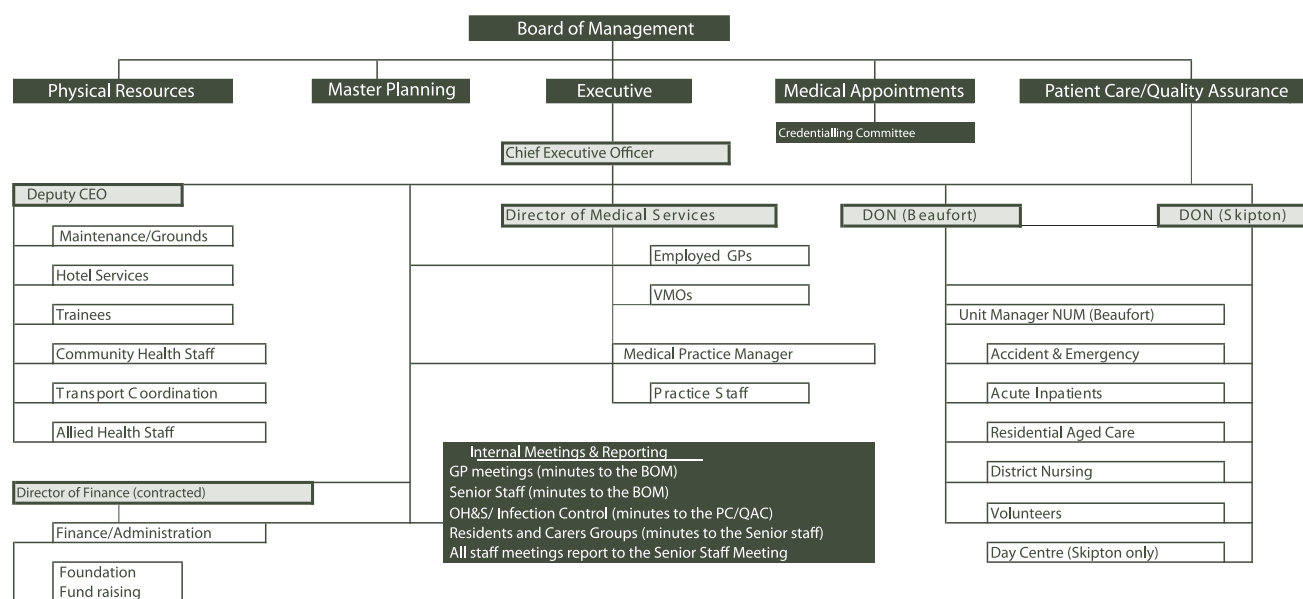 Board of Management
Physical Resources
Master Planning
Executive
Medical Appointments
Patient Care/Quality Assurance
Credentialling Committee
Chief Executive Officer
Deputy CEO
Director of Medical Services
DON (Beaufort)
DON (Skipton)
Maintenance/Grounds
Hotel Services
Trainees
Community Health Staff
Transport Coordination
Allied Health Staff
Employed GPs
VMOs
Medical Practice Manager
Practice Staff
Unit Manager NUM (Beaufort)
Accident & Emergency
Acute Inpatients
Residential Aged Care
District Nursing
Volunteers
Day Centre (Skipton only)
Director of Finance (contracted)
Finance/Administration
Foundation
Fund raising
Internal Meetings & Reporting
GP meetings (minutes to the BOM)
Senior Staff (minutes to the BOM)
OH&S/ Infection Control (minutes to the PC/QAC)
Residents and Carers Groups (minutes to the Senior staff)
All staff meetings report to the Senior Staff Meeting